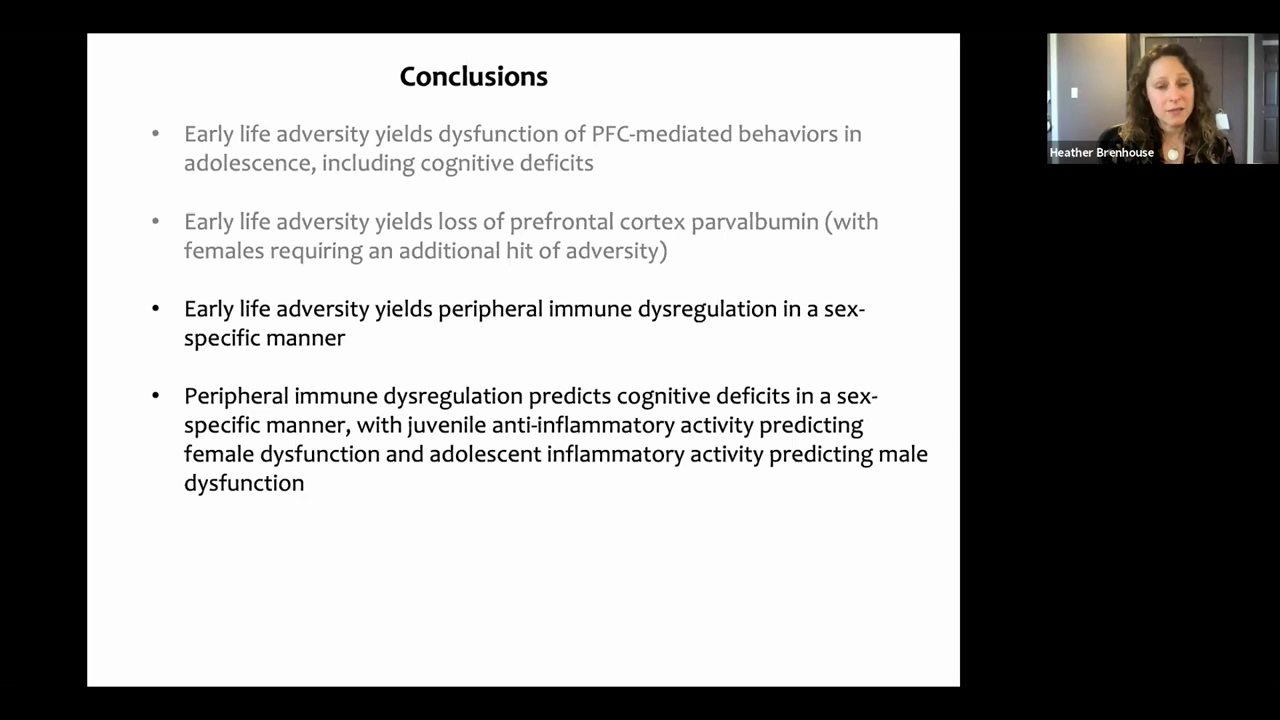 Conclusions
• Early life adversity yields dysfunction of PFC-mediated behaviors in
adolescence, including cognitive deficits
• Early life adversity yields loss of prefrontal cortex parvalbumin (with
females requiring an additional hit of adversity)
• Early life adversity yields peripheral immune dysregulation in a sex-
specific manner
• Peripheral immune dysregulation predicts cognitive deficits in a sex-
specific manner, with juvenile anti-inflammatory activity predicting
female dysfunction and adolescent inflammatory activity predicting male
dysfunction
Heather Brenhouse